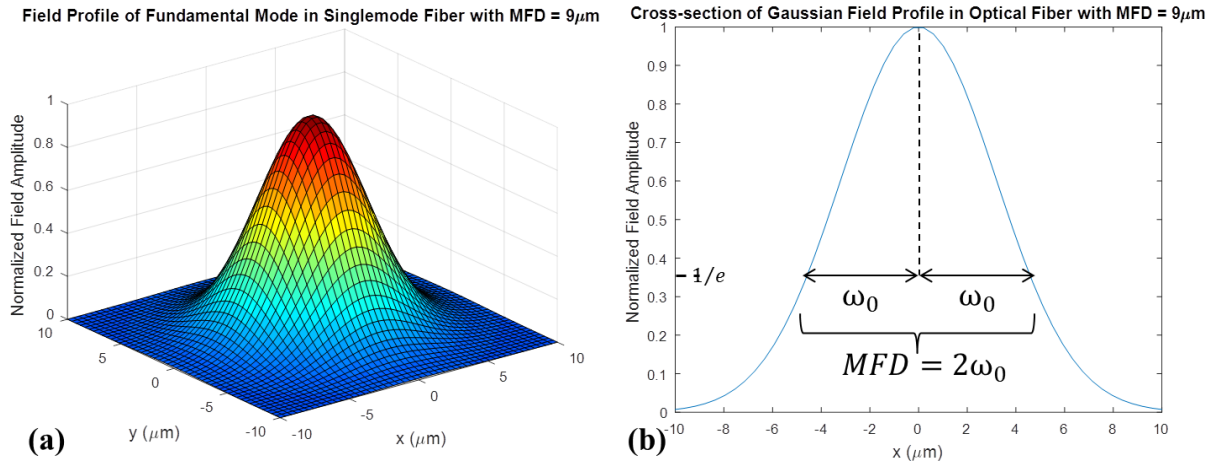 Field Profile of Fundamental Mode in Singlemode Fiber with MFD = 9μm
Normalized Field Amplitude
1
0.8
0.6
0.4
0.2
0
10
5
0
-5
-10
y (μm)
-10
-5
0
5
10
x (μm)
(a)
Cross-section of Gaussian Field Profile in Optical Fiber with MFD = 9μm
Normalized Field Amplitude
1
0.9
0.8
0.7
0.6
0.5
0.4
1/e
0.3
0.2
0.1
0
ω₀ ω₀
MFD = 2ω₀
-10 -8 -6 -4 -2 0 2 4 6 8 10
x (μm)
(b)